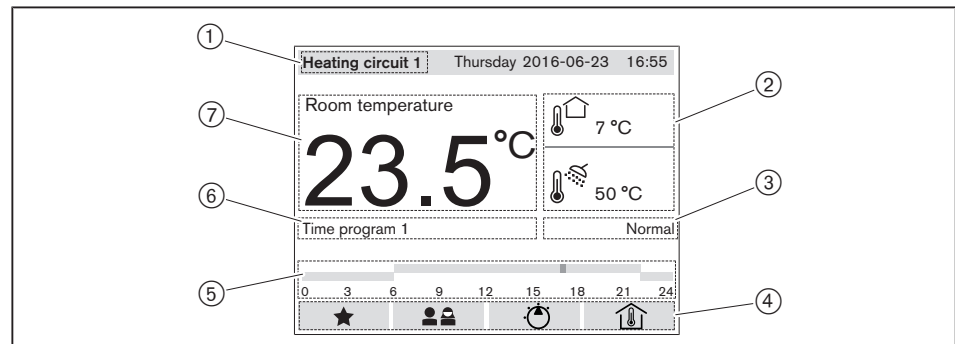 1
Heating circuit 1 Thursday 2016-06-23 16:55
2
Room temperature
7
7 °C
23.5 °C
50 °C
3
6
Time program 1 Normal
5
0 3 6 9 12 15 18 21 24
4